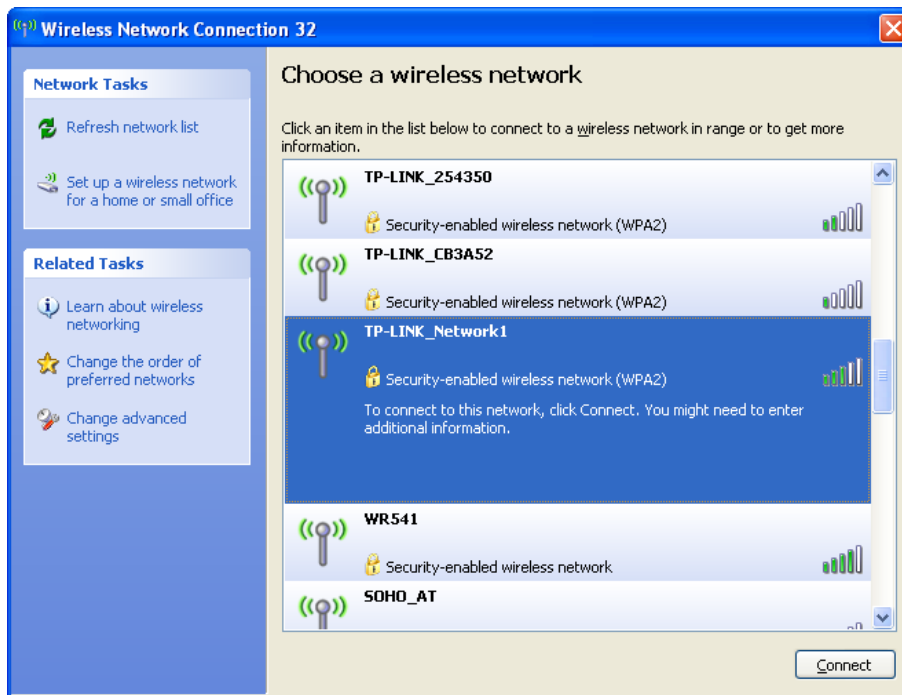 Wireless Network Connection 32
Network Tasks
Refresh network list
Set up a wireless network
for a home or small office
Related Tasks
Learn about wireless
networking
Change the order of
preferred networks
Change advanced
settings
Choose a wireless network
Click an item in the list below to connect to a wireless network in range or to get more
information.
TP-LINK_254350
Security-enabled wireless network (WPA2)
TP-LINK_CB3A52
Security-enabled wireless network (WPA2)
TP-LINK_Network1
Security-enabled wireless network (WPA2)
To connect to this network, click Connect. You might need to enter
additional information.
WR541
Security-enabled wireless network
SOHO_AT
Connect